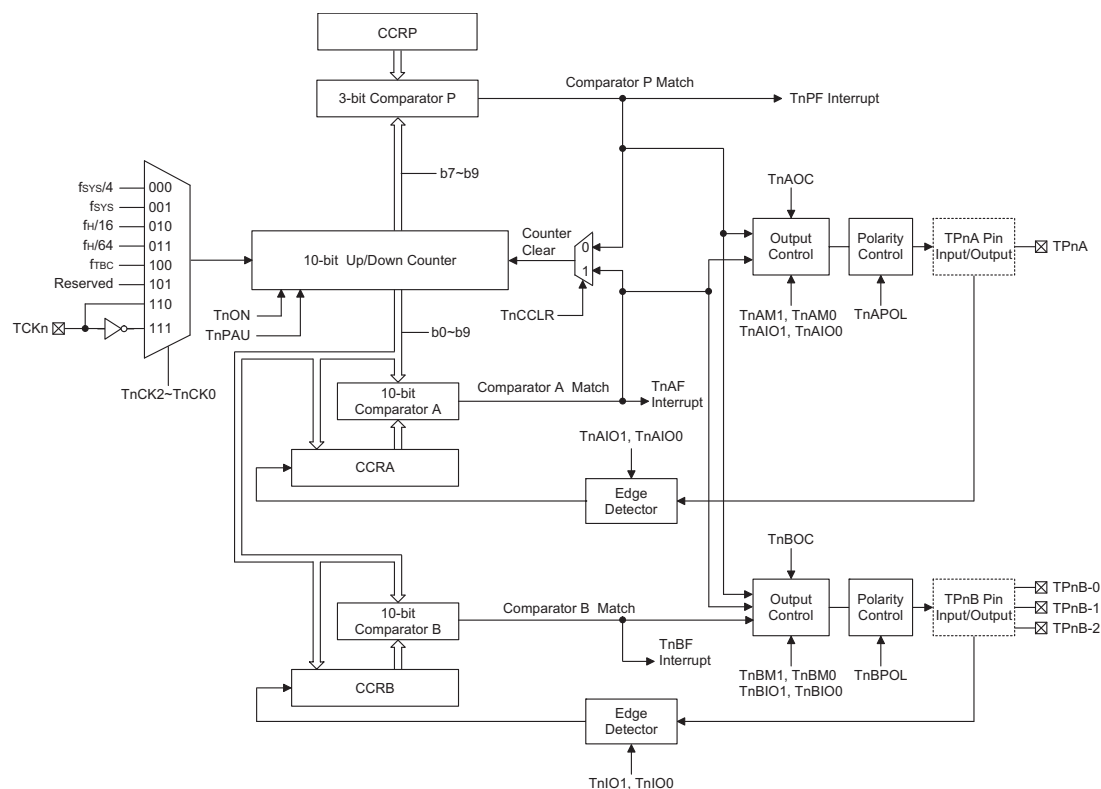 CCRP
3-bit Comparator P
Comparator P Match
TnPF Interrupt
b7~b9
fSYS/4
000
fSYS
001
fH/16
010
fH/64
011
fTBC
100
Reserved
101
110
TCKn
111
TnCK2~TnCK0
10-bit Up/Down Counter
Counter
Clear
0
1
TnON
TnPAU
TnCCLR
b0~b9
TnAOC
Output
Control
Polarity
Control
TPnA Pin
Input/Output
TPnA
TnAM1, TnAM0
TnAIO1, TnAIO0
TnAPOL
10-bit
Comparator A
Comparator A Match
TnAF
Interrupt
CCRA
TnAIO1, TnAIO0
Edge
Detector
TnBOC
10-bit
Comparator B
Comparator B Match
TnBF
Interrupt
Output
Control
Polarity
Control
TPnB Pin
Input/Output
TPnB-0
TPnB-1
TPnB-2
TnBM1, TnBM0
TnBIO1, TnBIO0
TnBPOL
CCRB
Edge
Detector
TnIO1, TnIO0